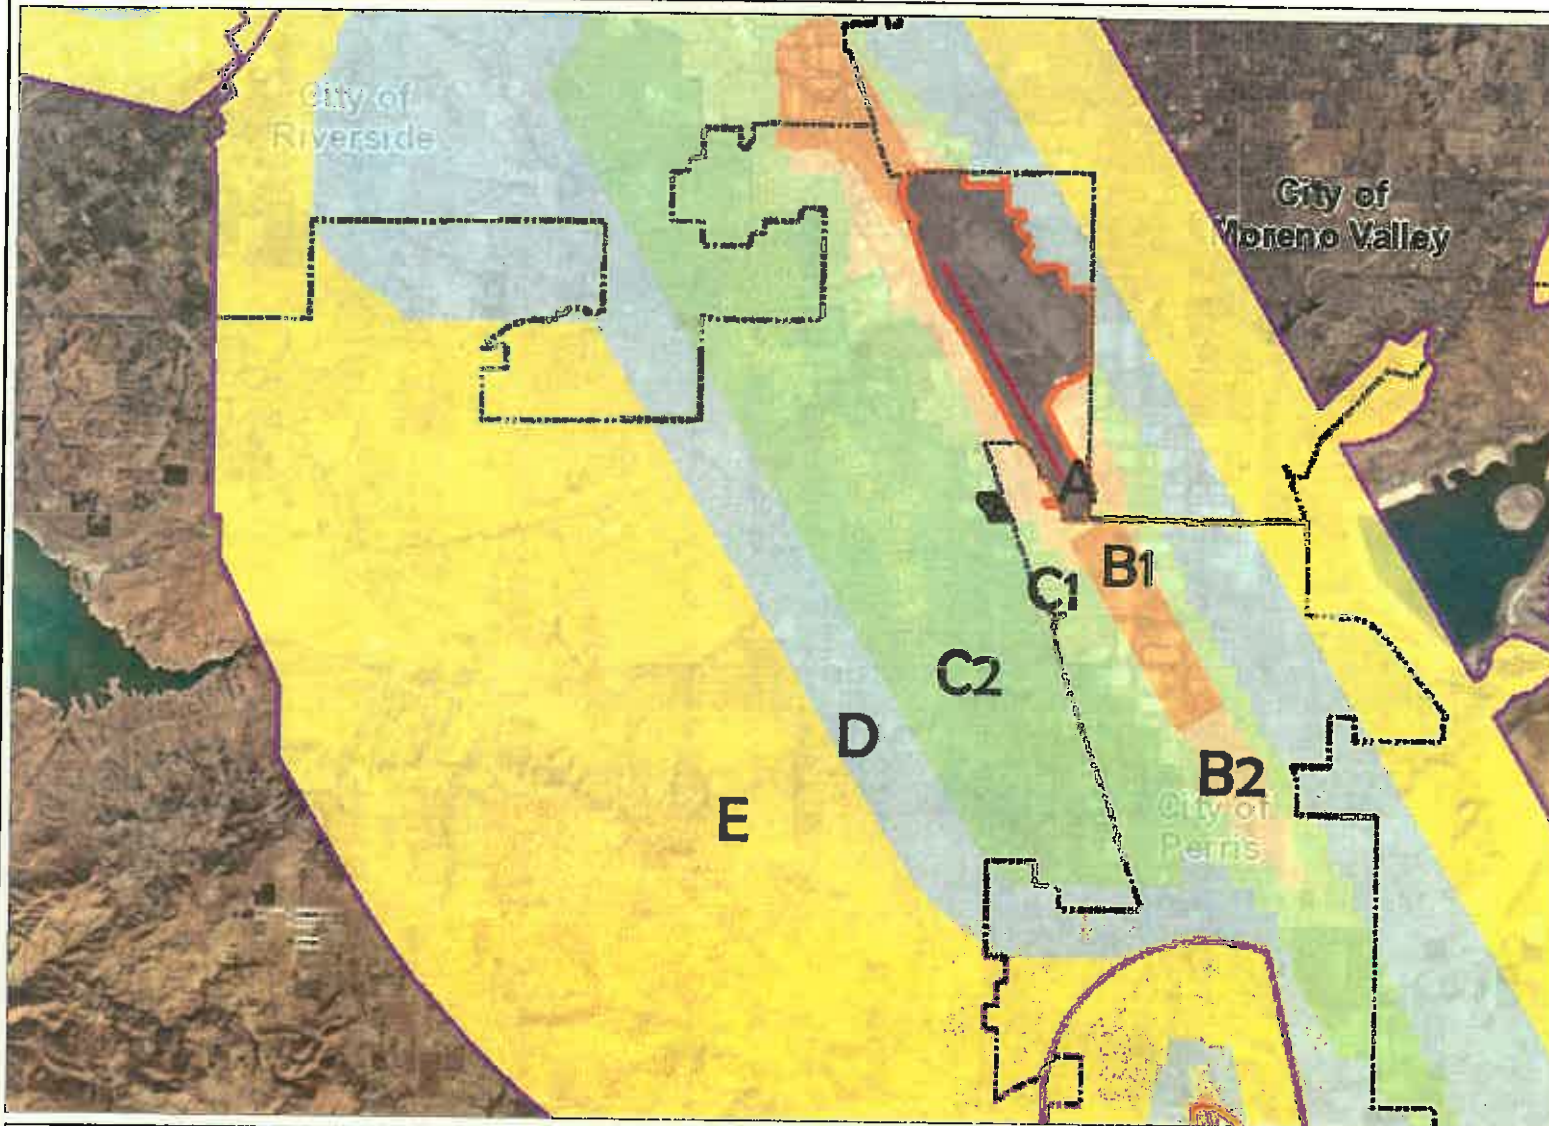 City of
Riverside
City of
Moreno Valley
A
B1
C1
C2
D
B2
City of
Perris
E